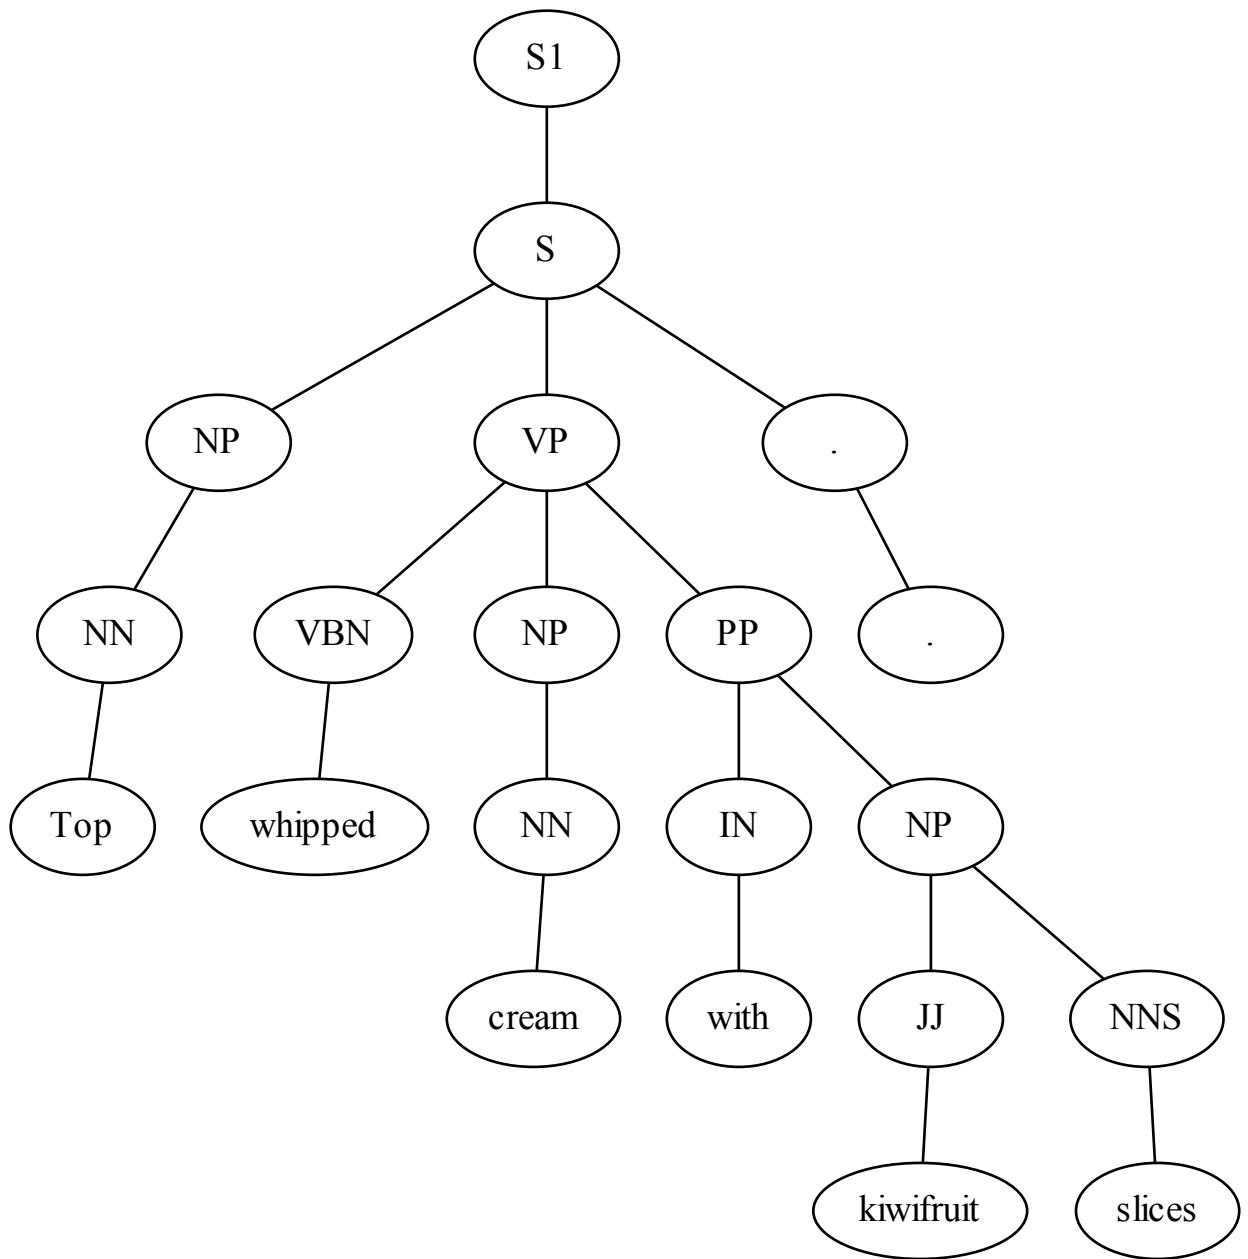 S1
S
NP VP .
NN VBN NP PP .
Top whipped NN IN NP
cream with JJ NNS
kiwifruit slices